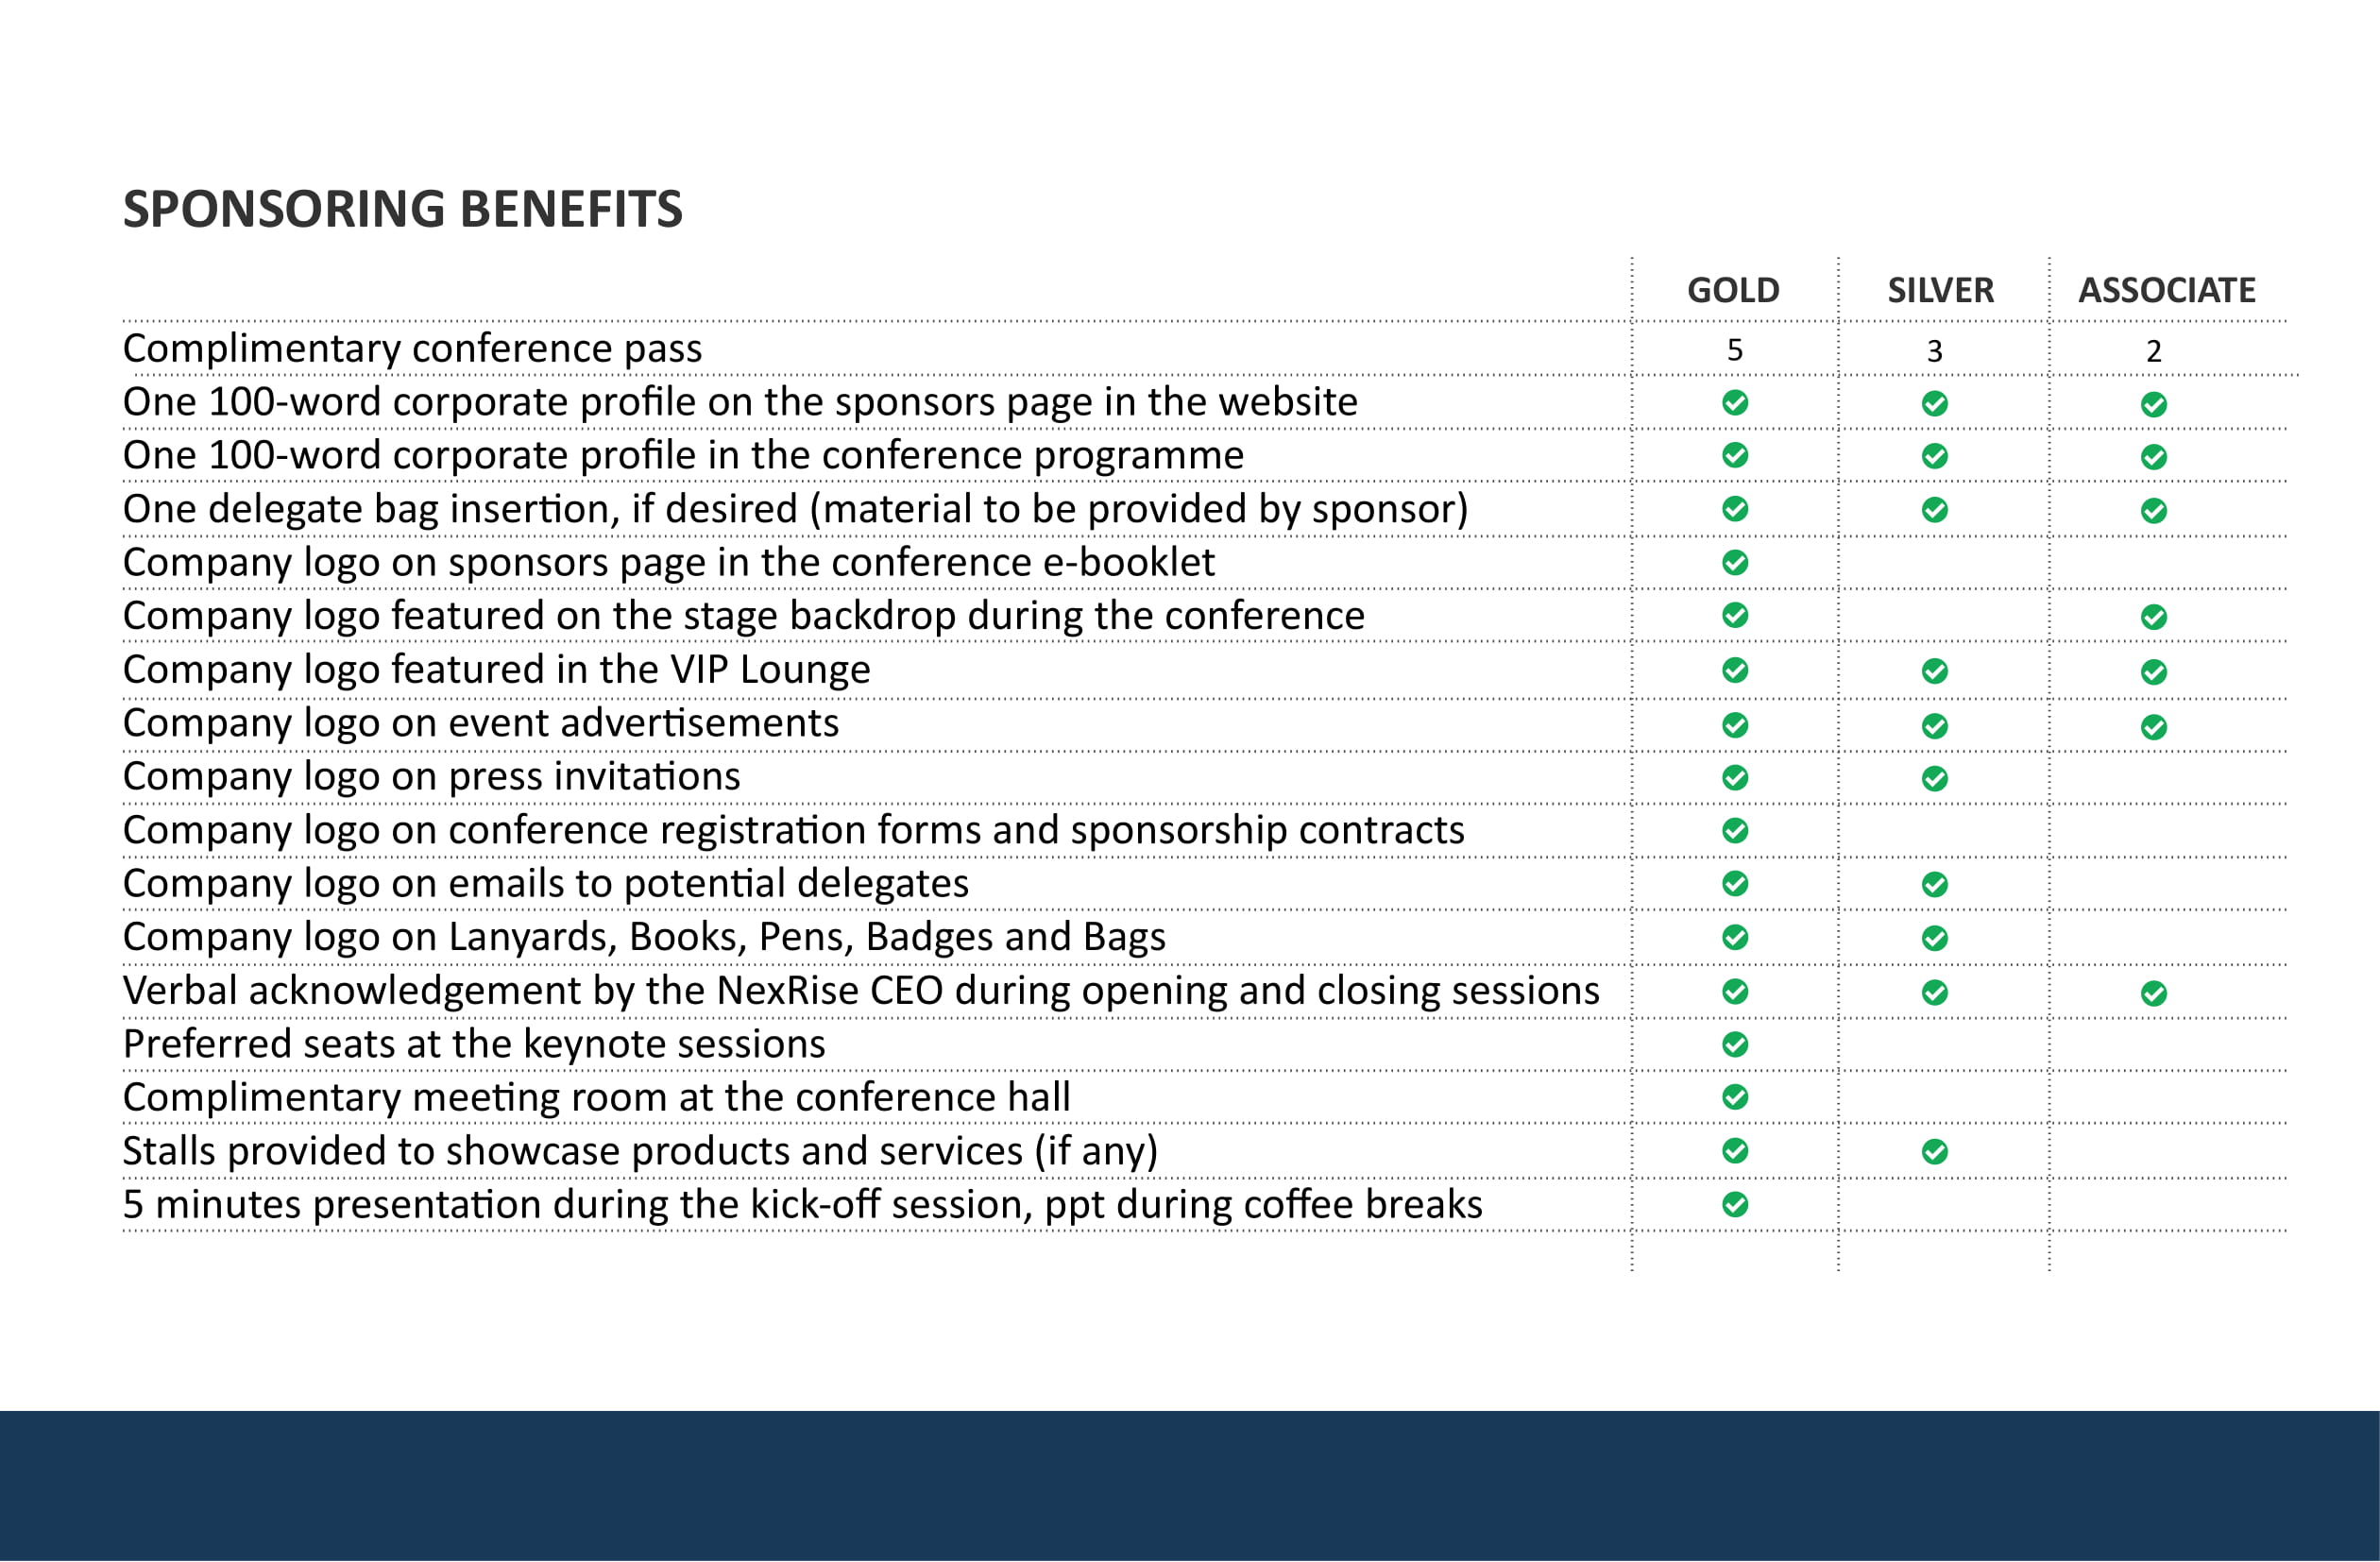 SPONSORING BENEFITS
GOLD SILVER ASSOCIATE
Complimentary conference pass 5 3 2
One 100-word corporate profile on the sponsors page in the website
One 100-word corporate profile in the conference programme
One delegate bag insertion, if desired (material to be provided by sponsor)
Company logo on sponsors page in the conference e-booklet
Company logo featured on the stage backdrop during the conference
Company logo featured in the VIP Lounge
Company logo on event advertisements
Company logo on press invitations
Company logo on conference registration forms and sponsorship contracts
Company logo on emails to potential delegates
Company logo on Lanyards, Books, Pens, Badges and Bags
Verbal acknowledgement by the NexRise CEO during opening and closing sessions
Preferred seats at the keynote sessions
Complimentary meeting room at the conference hall
Stalls provided to showcase products and services (if any)
5 minutes presentation during the kick-off session, ppt during coffee breaks